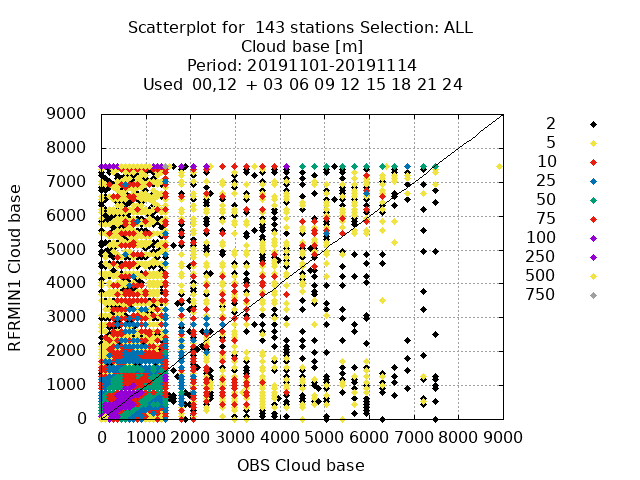 Scatterplot for  143 stations Selection: ALL
Cloud base [m]
Period: 20191101-20191114
Used  00,12  + 03 06 09 12 15 18 21 24
9000
8000
7000
6000
5000
4000
3000
2000
1000
0
RFRMIN1 Cloud base
0 1000 2000 3000 4000 5000 6000 7000 8000 9000
OBS Cloud base
2
5
10
25
50
75
100
250
500
750